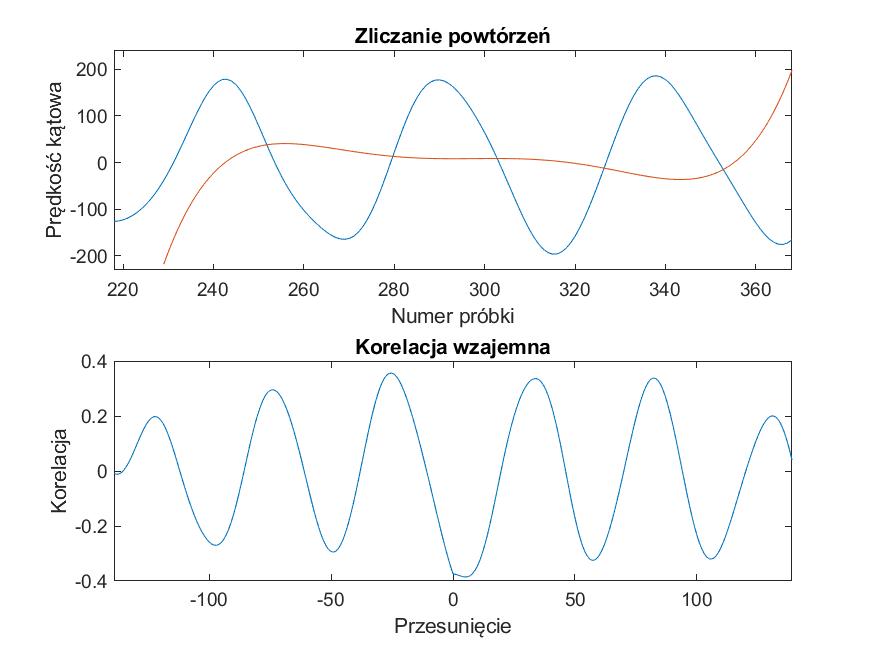 Zliczanie powtórzeń
200
100
0
-100
-200
Prędkość kątowa
220 240 260 280 300 320 340 360
Numer próbki
Korelacja wzajemna
0.4
0.2
0
-0.2
-0.4
Korelacja
-100 -50 0 50 100
Przesunięcie